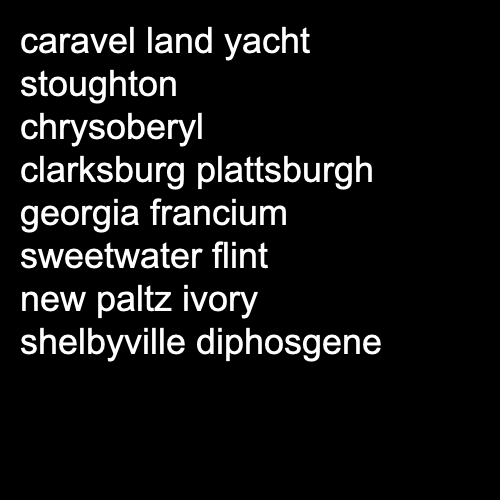 caravel land yacht
stoughton
chrysoberyl
clarksburg plattsburgh
georgia francium
sweetwater flint
new paltz ivory
shelbyville diphosgene